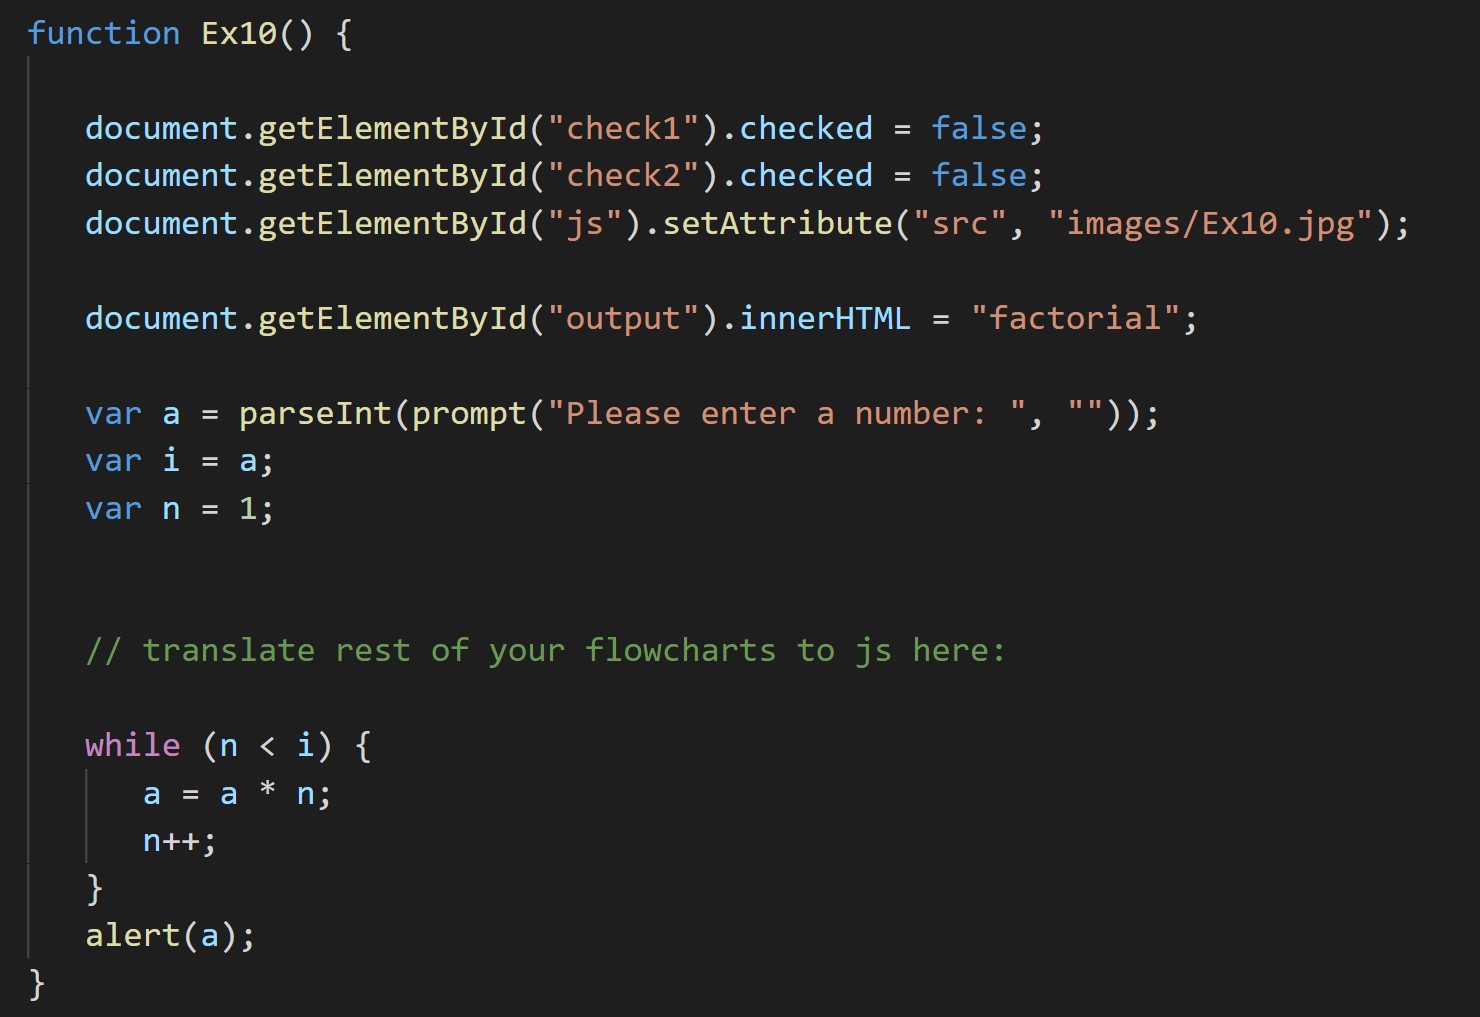 function Ex10() {
document.getElementById("check1").checked = false;
document.getElementById("check2").checked = false;
document.getElementById("js").setAttribute("src", "images/Ex10.jpg");
document.getElementById("output").innerHTML = "factorial";
var a = parseInt(prompt("Please enter a number: ", ""));
var i = a;
var n = 1;
// translate rest of your flowcharts to js here:
while (n < i) {
a = a * n;
n++;
}
alert(a);
}